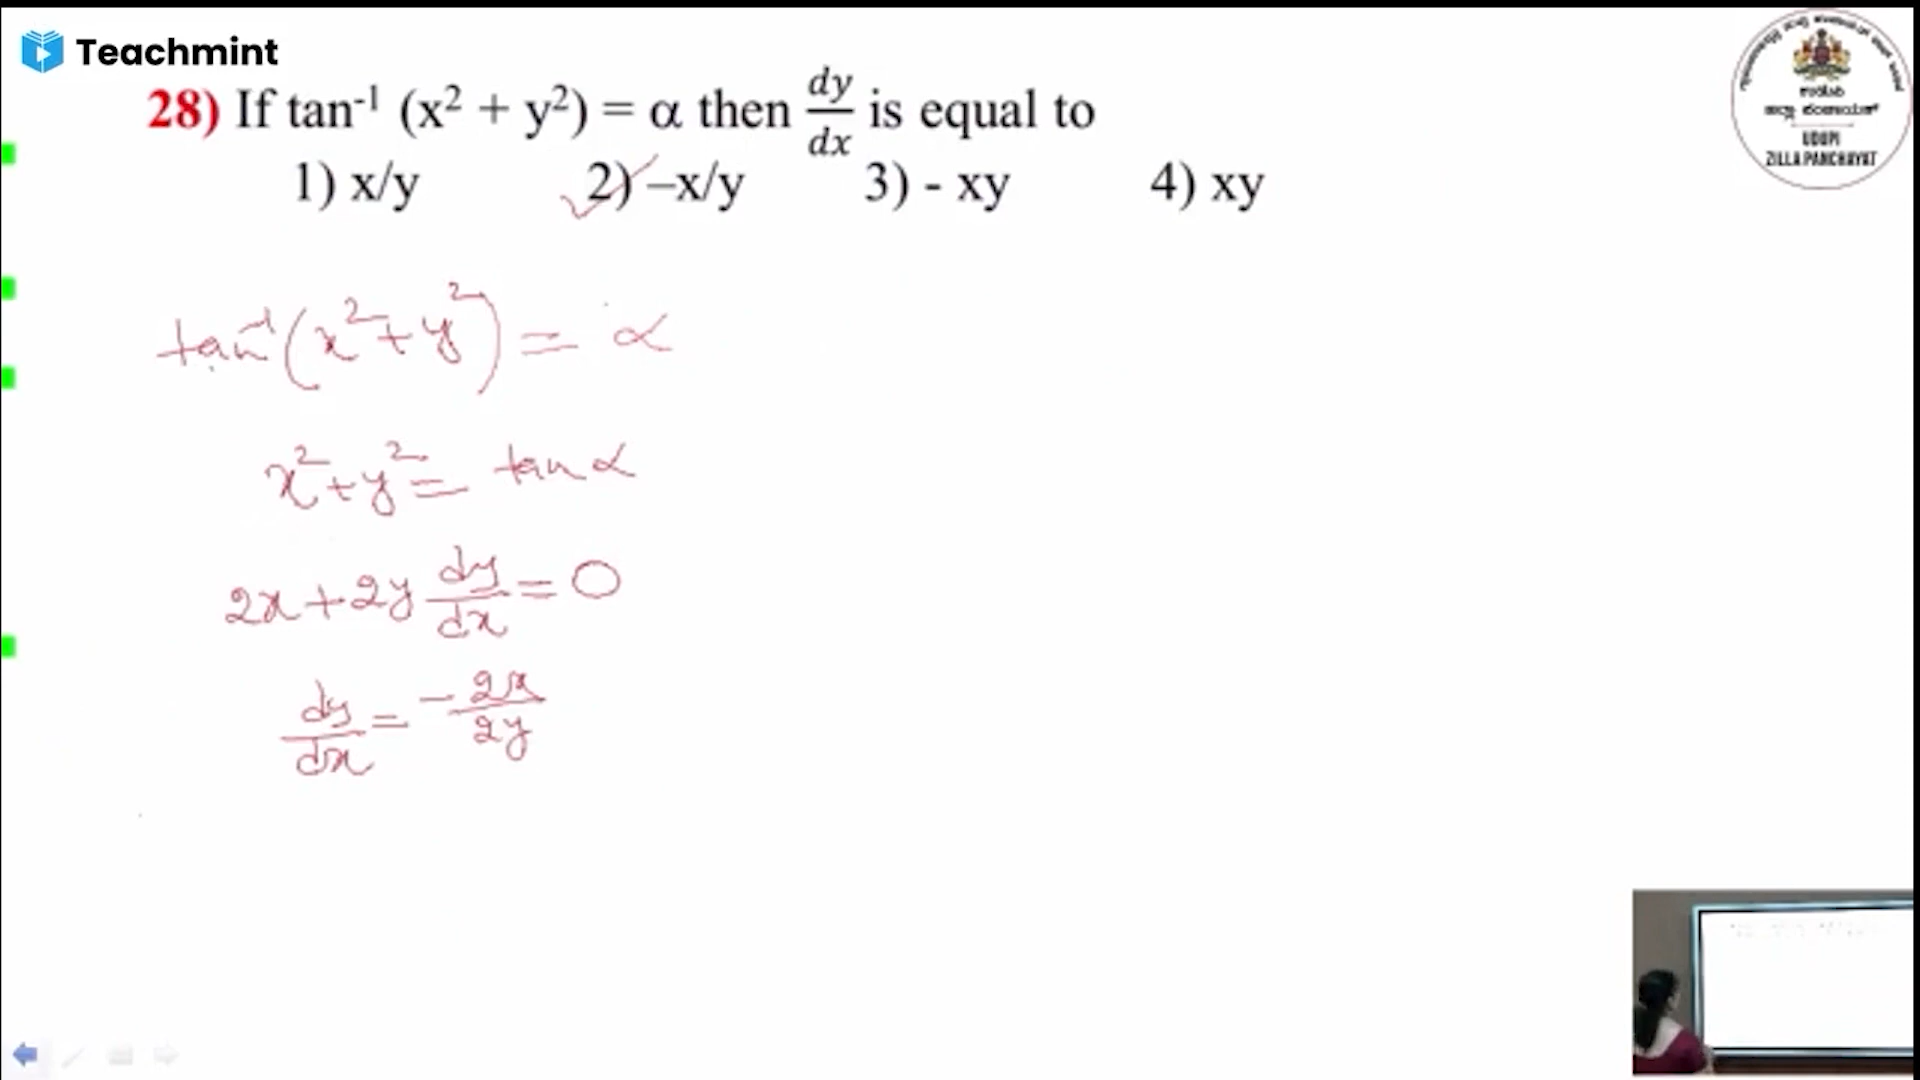 Teachmint
28) If tan⁻¹ (x² + y²) = α then dy/dx is equal to
1) x/y 2) –x/y 3) - xy 4) xy
tan⁻¹(x²+y²) = α
x²+y² = tan α
2x+2y dy/dx = 0
dy/dx = - 2x/2y
UDUPI
ZILLA PANCHAYAT